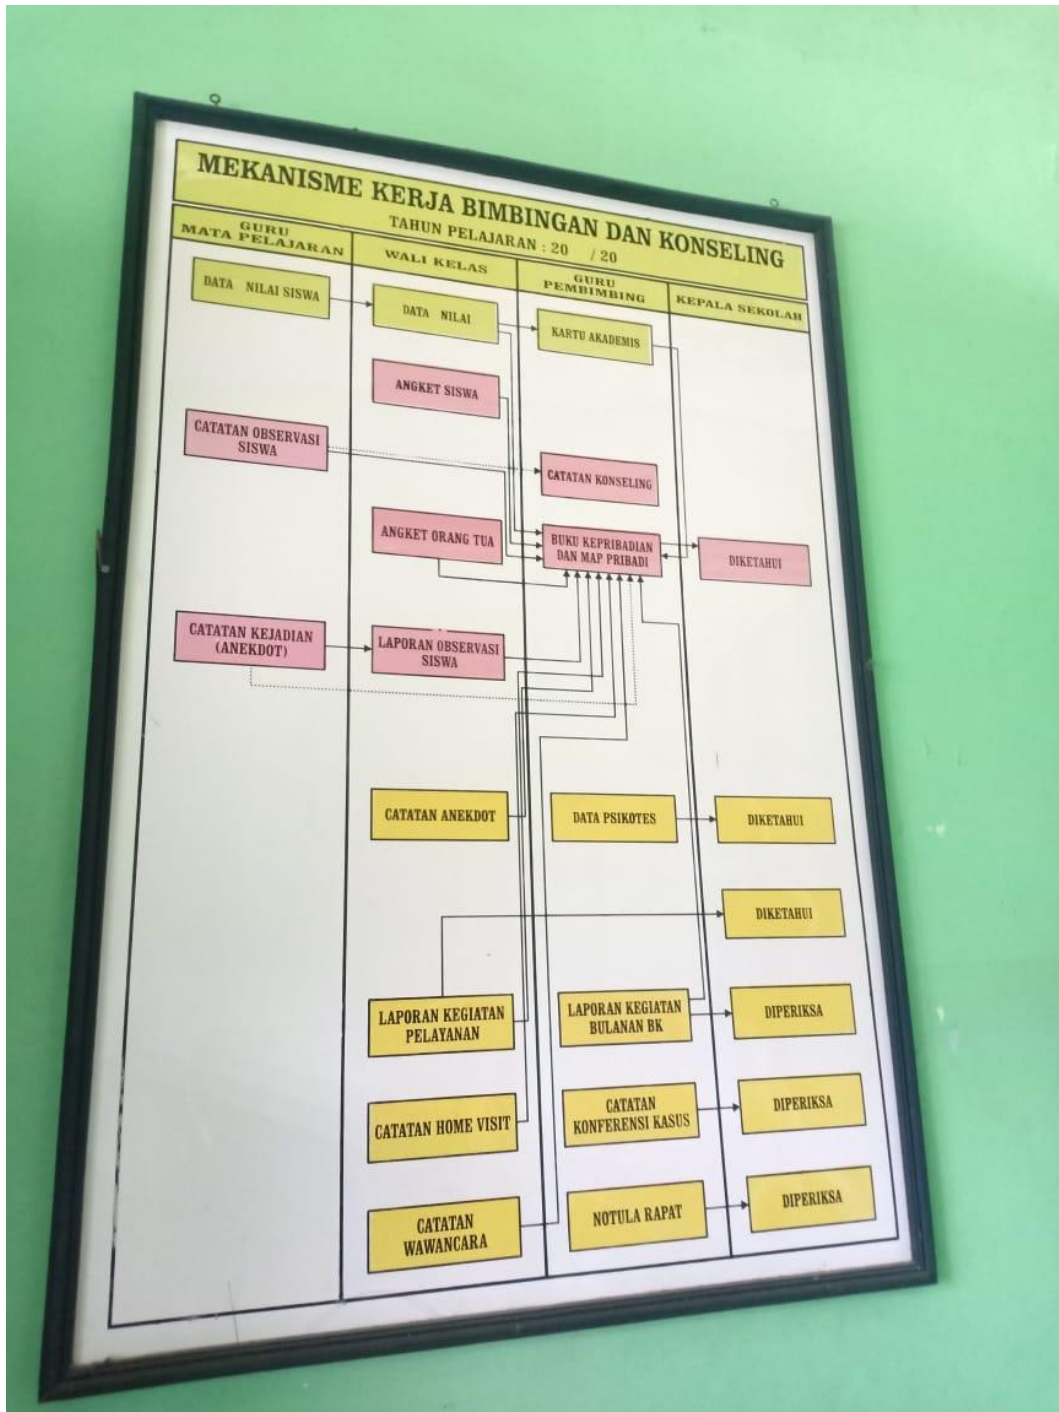 MEKANISME KERJA BIMBINGAN DAN KONSELING
TAHUN PELAJARAN : 20 / 20
GURU
MATA PELAJARAN
WALI KELAS
GURU
PEMBIMBING
KEPALA SEKOLAH
DATA NILAI SISWA
DATA NILAI
KARTU AKADEMIS
ANGKET SISWA
CATATAN OBSERVASI
SISWA
CATATAN KONSELING
ANGKET ORANG TUA
BUKU KEPRIBADIAN
DAN MAP PRIBADI
DIKETAHUI
CATATAN KEJADIAN
(ANEKDOT)
LAPORAN OBSERVASI
SISWA
CATATAN ANEKDOT
DATA PSIKOTES
DIKETAHUI
DIKETAHUI
LAPORAN KEGIATAN
PELAYANAN
LAPORAN KEGIATAN
BULANAN BK
DIPERIKSA
CATATAN HOME VISIT
CATATAN
KONFERENSI KASUS
DIPERIKSA
CATATAN
WAWANCARA
NOTULA RAPAT
DIPERIKSA